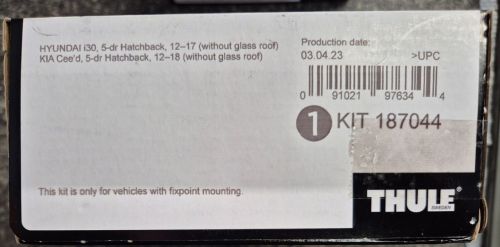 HYUNDAI i30, 5-dr Hatchback, 12–17 (without glass roof)
KIA Cee'd, 5-dr Hatchback, 12–18 (without glass roof)
Production date:
03.04.23 >UPC
0 91021 97634 4
1 KIT 187044
This kit is only for vehicles with fixpoint mounting.
THULE®
SWEDEN